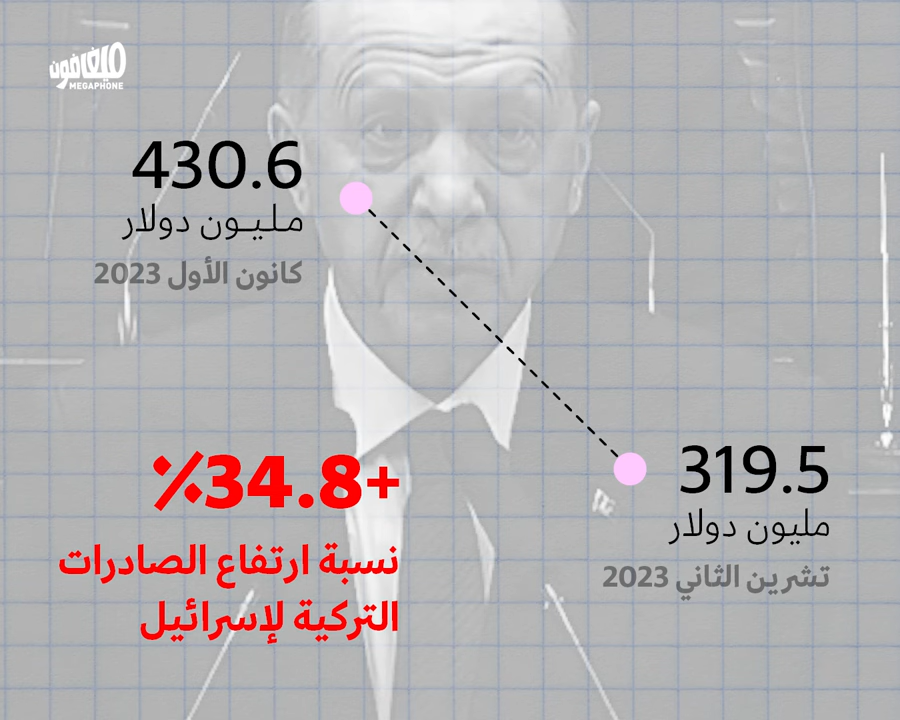 ميغافون
MEGAPHONE
430.6
مليون دولار
كانون الأول 2023
319.5
مليون دولار
تشرين الثاني 2023
+34.8٪
نسبة ارتفاع الصادرات
التركية لإسرائيل